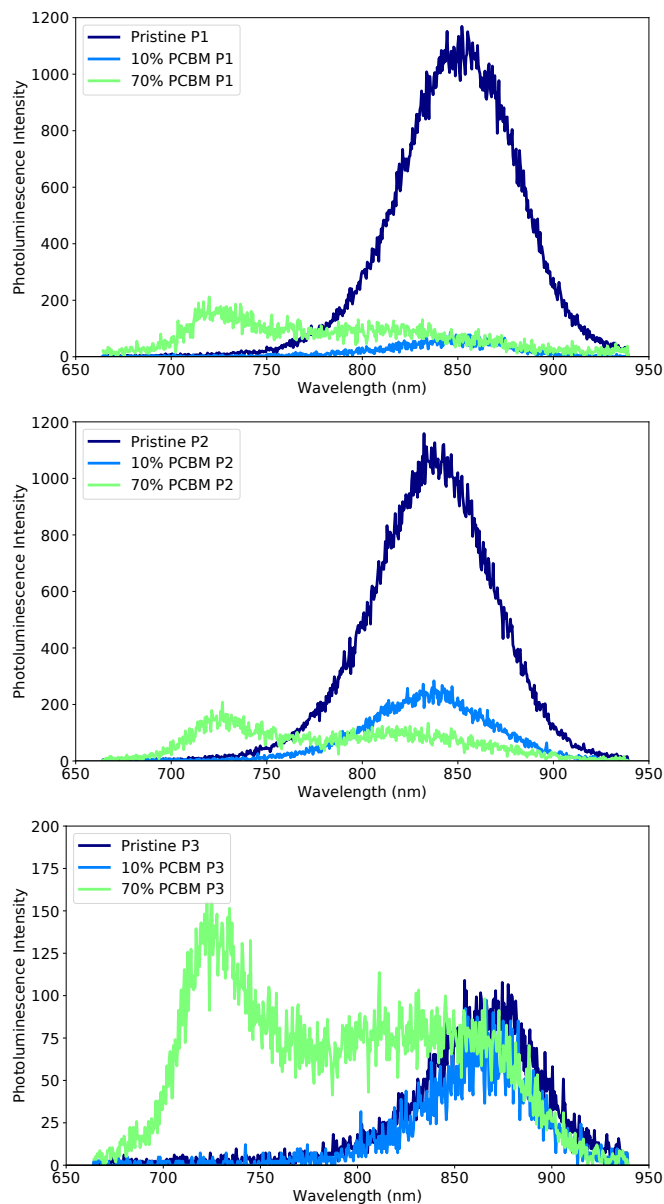 1200
1000
800
600
400
200
0
Photoluminescence Intensity
Pristine P1
10% PCBM P1
70% PCBM P1
650 700 750 800 850 900 950
Wavelength (nm)
1200
1000
800
600
400
200
0
Photoluminescence Intensity
Pristine P2
10% PCBM P2
70% PCBM P2
650 700 750 800 850 900 950
Wavelength (nm)
200
175
150
125
100
75
50
25
0
Photoluminescence Intensity
Pristine P3
10% PCBM P3
70% PCBM P3
650 700 750 800 850 900 950
Wavelength (nm)